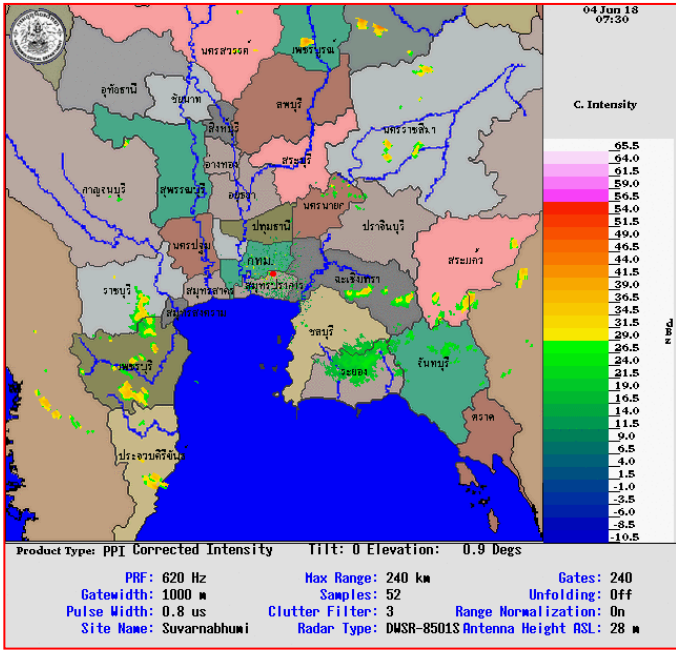 04 Jun 18
07:30
C. Intensity
นครสวรรค์
เพชรบูรณ์
อุทัยธานี
ชัยนาท
ลพบุรี
สิงห์บุรี
นครราชสีมา
อ่างทอง
สระบุรี
กาญจนบุรี
สุพรรณบุรี
อยุธยา
นครนายก
ปทุมธานี
ปราจีนบุรี
นครปฐม
กทม.
สระแก้ว
ราชบุรี
สมุทรสาคร
สมุทรปราการ
ฉะเชิงเทรา
สมุทรสงคราม
ชลบุรี
เพชรบุรี
ระยอง
จันทบุรี
ตราด
ประจวบคีรีขันธ์
65.5
64.0
61.5
59.0
56.5
54.0
51.5
49.0
46.5
44.0
41.5
39.0
36.5
34.0
31.5
29.0
26.5
24.0
21.5
19.0
16.5
14.0
11.5
9.0
6.5
4.0
1.5
-1.0
-3.5
-6.0
-8.5
-10.5
Product Type: PPI Corrected Intensity Tilt: 0 Elevation: 0.9 Degs
PRF: 620 Hz Max Range: 240 km Gates: 240
Gatewidth: 1000 m Samples: 52 Unfolding: Off
Pulse Width: 0.8 us Clutter Filter: 3 Range Normalization: On
Site Name: Suvarnabhumi Radar Type: DWSR-8501S Antenna Height ASL: 28 m